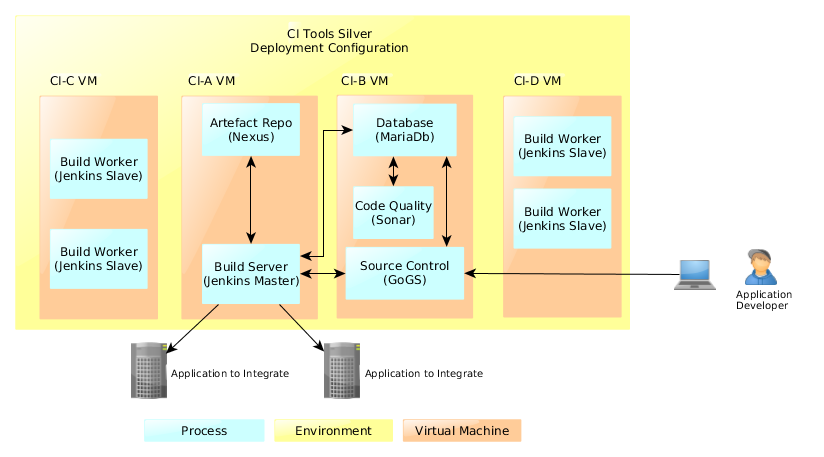 CI Tools Silver
Deployment Configuration
CI-C VM
CI-A VM
CI-B VM
CI-D VM
Artefact Repo
(Nexus)
Database
(MariaDb)
Build Worker
(Jenkins Slave)
Build Worker
(Jenkins Slave)
Code Quality
(Sonar)
Build Worker
(Jenkins Slave)
Build Worker
(Jenkins Slave)
Build Server
(Jenkins Master)
Source Control
(GoGS)
Application
Developer
Application to Integrate
Application to Integrate
Process
Environment
Virtual Machine